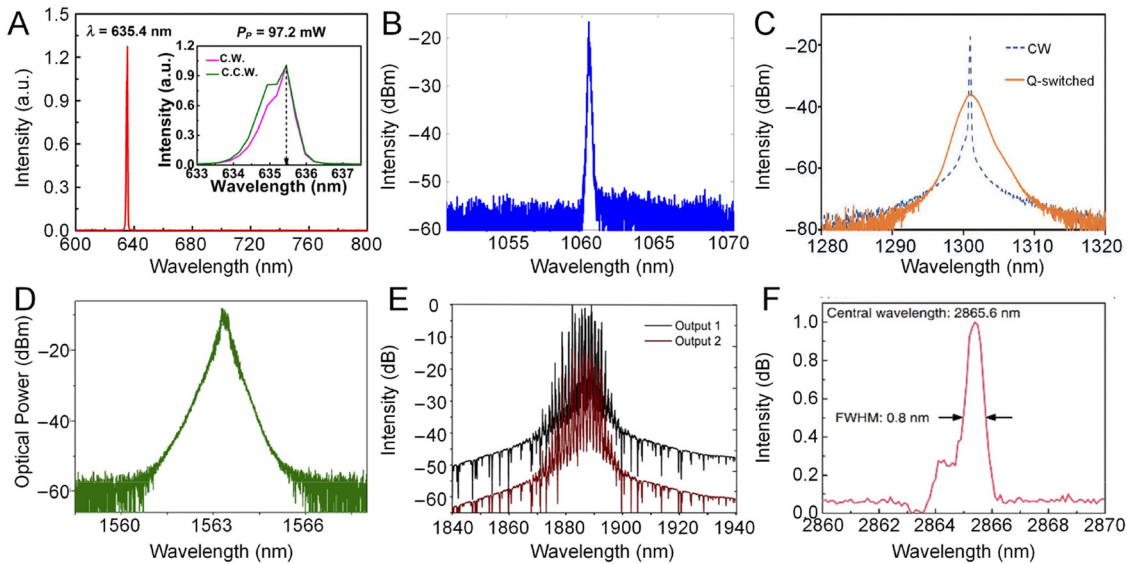 A
λ = 635.4 nm
P_P = 97.2 mW
C.W.
C.C.W.
Intensity (a.u.)
1.2
0.9
0.6
0.3
0.0
633 634 635 636 637
Wavelength (nm)
Intensity (a.u.)
1.5
1.2
0.9
0.6
0.3
0.0
600 640 680 720 760 800
Wavelength (nm)
B
Intensity (dBm)
−20
−30
−40
−50
−60
1055 1060 1065 1070
Wavelength (nm)
C
CW
Q-switched
Intensity (dBm)
−20
−40
−60
−80
1280 1290 1300 1310 1320
Wavelength (nm)
D
Optical Power (dBm)
−20
−40
−60
1560 1563 1566
Wavelength (nm)
E
Output 1
Output 2
Intensity (dB)
0
−10
−20
−30
−40
−50
−60
1840 1860 1880 1900 1920 1940
Wavelength (nm)
F
Central wavelength: 2865.6 nm
FWHM: 0.8 nm
Intensity (dB)
1.0
0.8
0.6
0.4
0.2
0.0
2860 2862 2864 2866 2868 2870
Wavelength (nm)